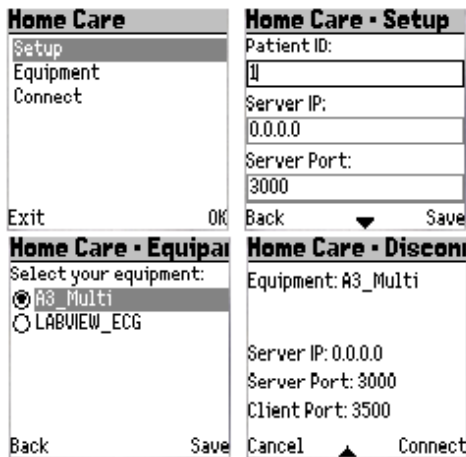 Home Care
Setup
Equipment
Connect
Exit OK
Home Care - Setup
Patient ID:
1
Server IP:
0.0.0.0
Server Port:
3000
Back Save
Home Care - Equipar
Select your equipment:
A3_Multi
LABVIEW_ECG
Back Save
Home Care - Disconn
Equipment: A3_Multi
Server IP: 0.0.0.0
Server Port: 3000
Client Port: 3500
Cancel Connect